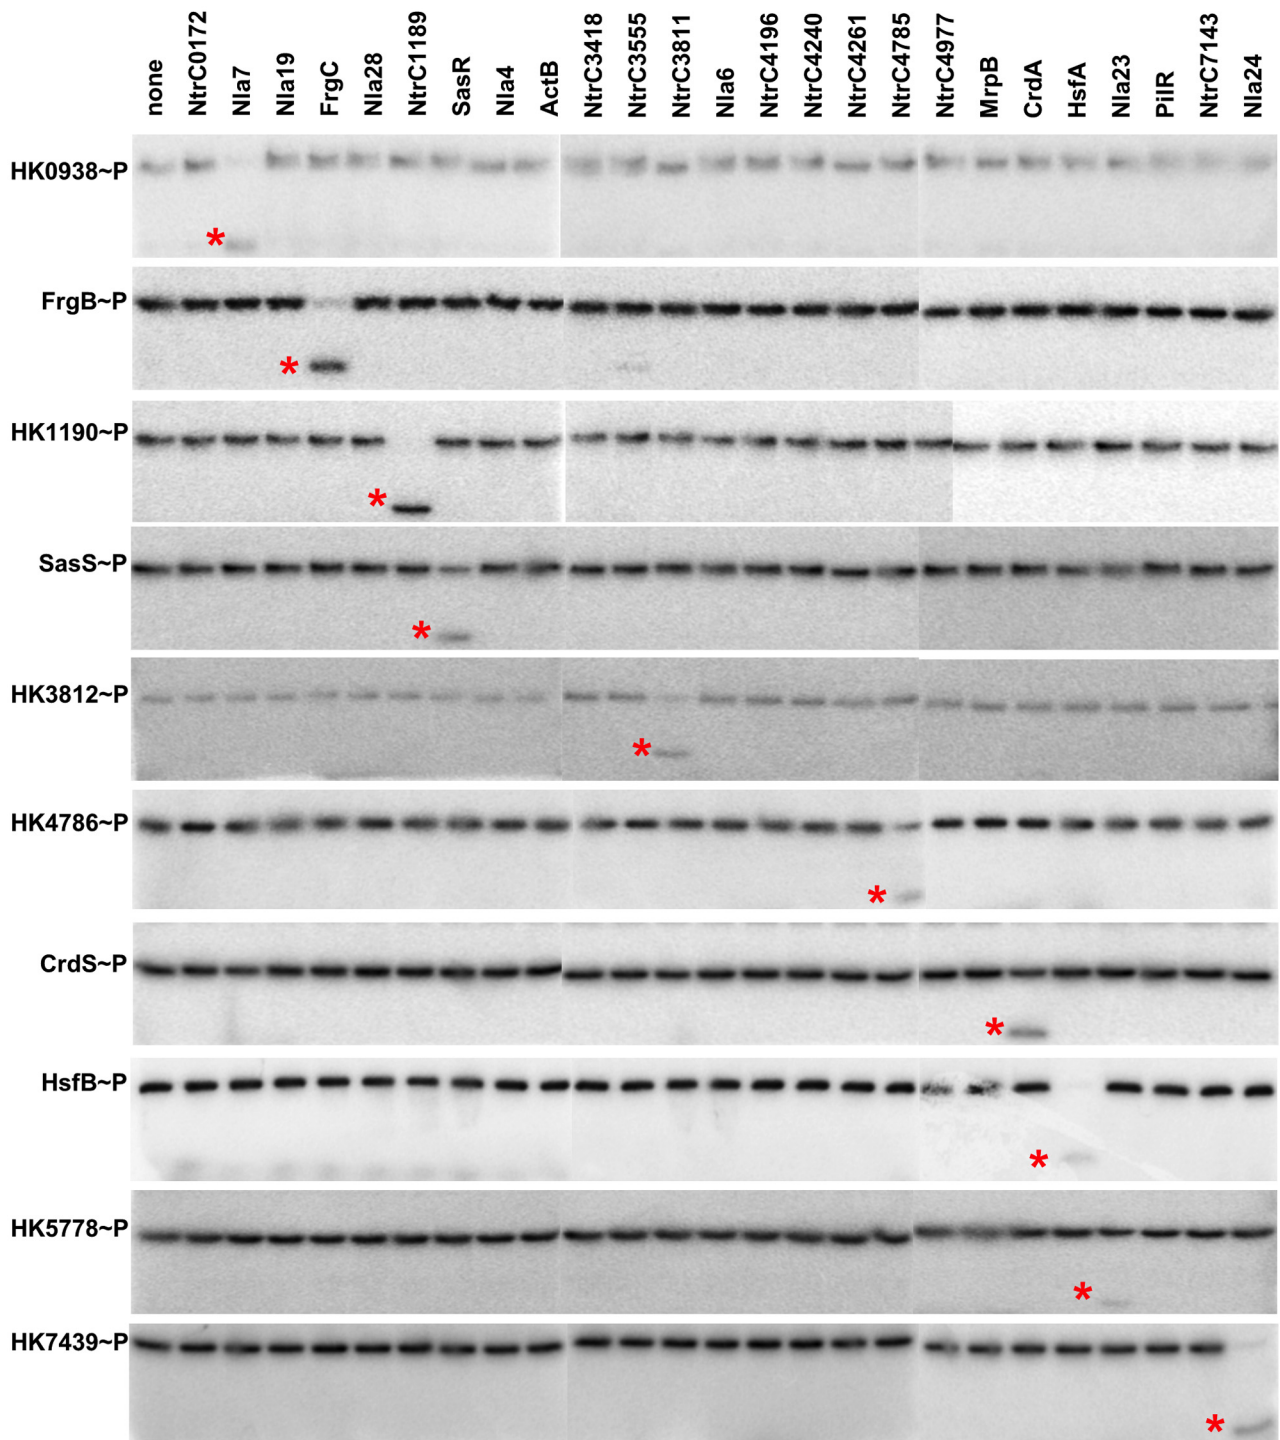 none
NtrC0172
Nla7
Nla19
FrgC
Nla28
NtrC1189
SasR
Nla4
ActB
NtrC3418
NtrC3555
NtrC3811
Nla6
NtrC4196
NtrC4240
NtrC4261
NtrC4785
NtrC4977
MrpB
CrdA
HsfA
Nla23
PilR
NtrC7143
Nla24
HK0938~P
*
FrgB~P
*
HK1190~P
*
SasS~P
*
HK3812~P
*
HK4786~P
*
CrdS~P
*
HsfB~P
*
HK5778~P
*
HK7439~P
*